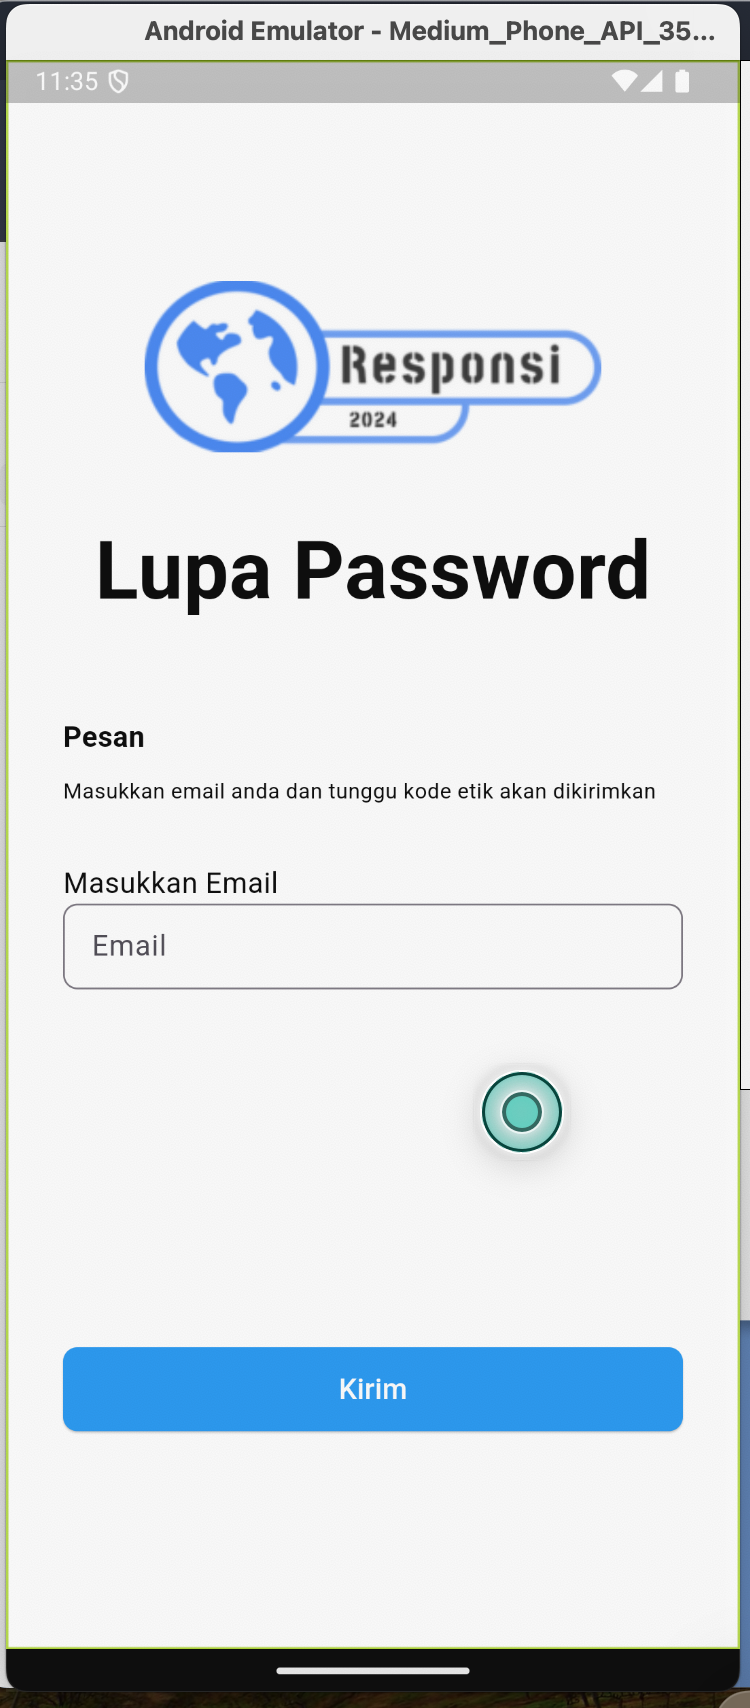 Android Emulator - Medium_Phone_API_35...
11:35
Responsi
2024
Lupa Password
Pesan
Masukkan email anda dan tunggu kode etik akan dikirimkan
Masukkan Email
Email
Kirim